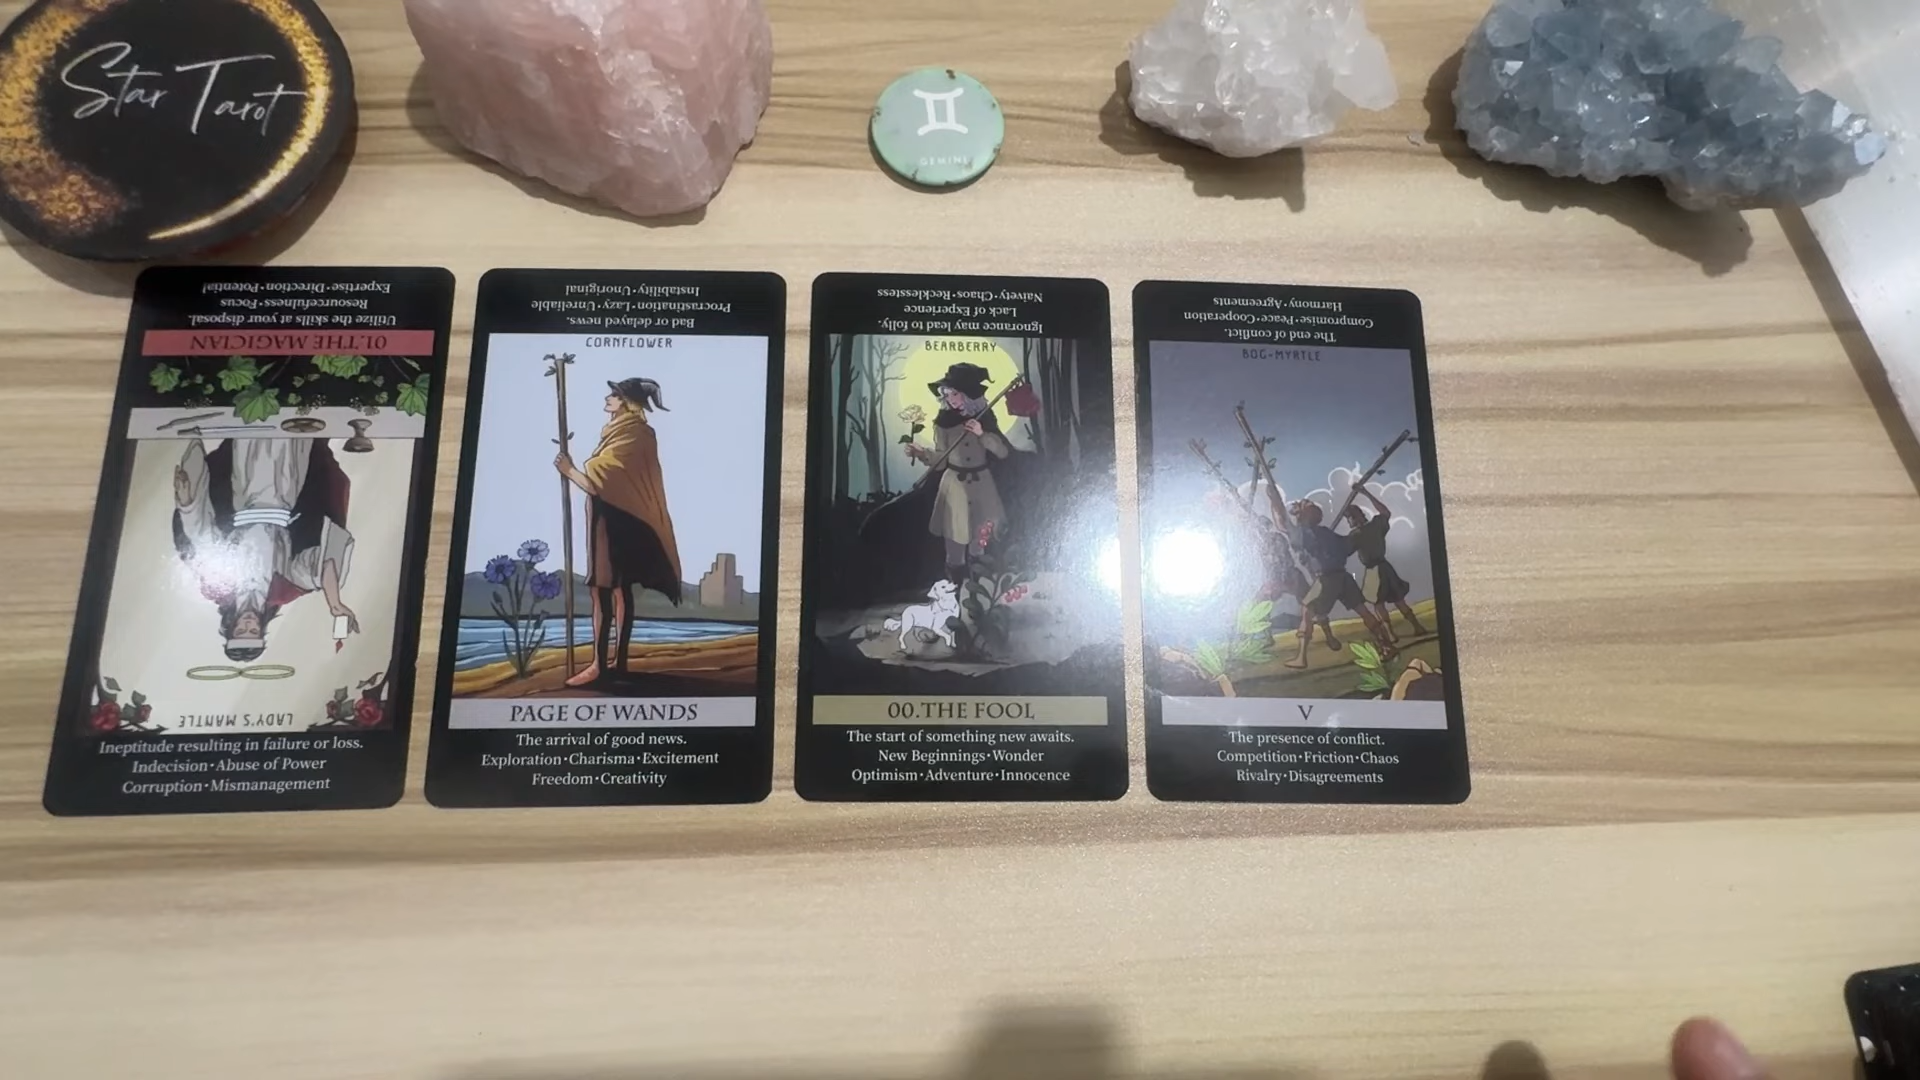 Star Tarot
GEMINI
Utilize the skills at your disposal.
Resourcefulness•Focus
Expertise•Direction•Potential
01.THE MAGICIAN
LADY'S MANTLE
Ineptitude resulting in failure or loss.
Indecision•Abuse of Power
Corruption•Mismanagement
Bad or delayed news.
Procrastination•Lazy•Unreliable
Instability•Unoriginal
CORNFLOWER
PAGE OF WANDS
The arrival of good news.
Exploration•Charisma•Excitement
Freedom•Creativity
Ignorance may lead to folly.
Lack of Experience
Naivety•Chaos•Recklesstess
BEARBERRY
00.THE FOOL
The start of something new awaits.
New Beginnings•Wonder
Optimism•Adventure•Innocence
The end of conflict.
Compromise•Peace•Cooperation
Harmony•Agreements
BOG-MYRTLE
V
The presence of conflict.
Competition•Friction•Chaos
Rivalry•Disagreements